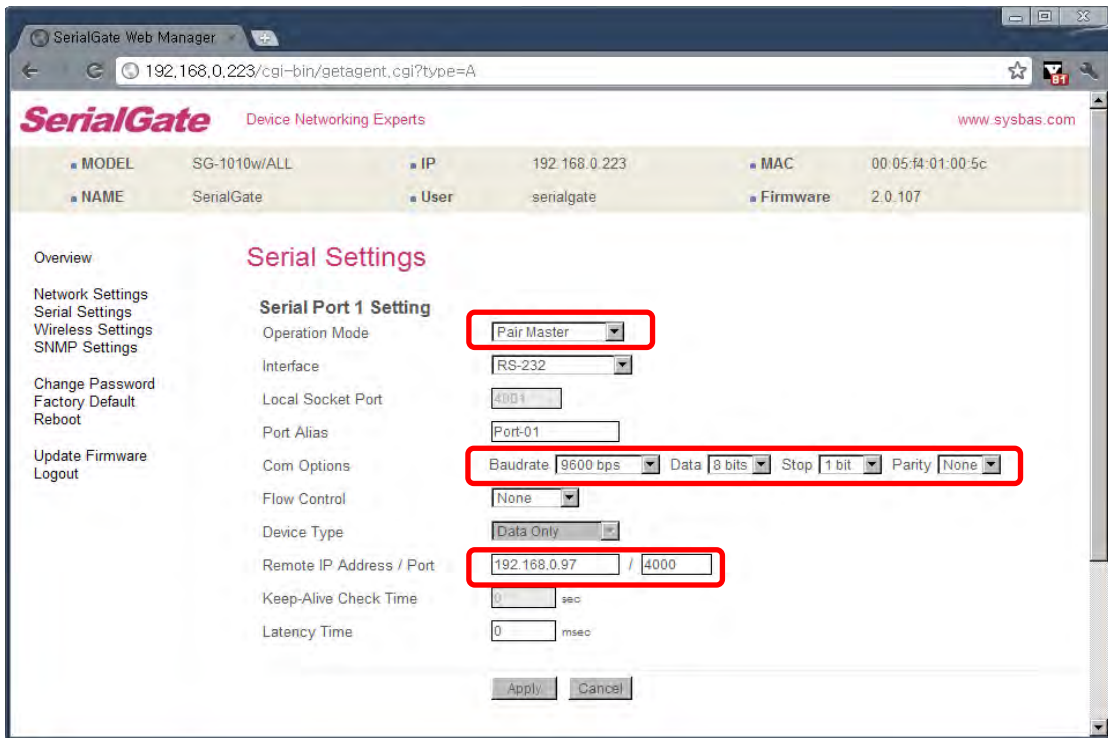 SerialGate Web Manager
192.168.0.223/cgi-bin/getagent.cgi?type=A
81
SerialGate Device Networking Experts www.sysbas.com
MODEL SG-1010w/ALL IP 192.168.0.223 MAC 00:05:f4:01:00:5c
NAME SerialGate User serialgate Firmware 2.0.107
Overview
Network Settings
Serial Settings
Wireless Settings
SNMP Settings
Change Password
Factory Default
Reboot
Update Firmware
Logout
Serial Settings
Serial Port 1 Setting
Operation Mode Pair Master
Interface RS-232
Local Socket Port 4001
Port Alias Port-01
Com Options Baudrate 9600 bps Data 8 bits Stop 1 bit Parity None
Flow Control None
Device Type Data Only
Remote IP Address / Port 192.168.0.97 / 4000
Keep-Alive Check Time 0 sec
Latency Time 0 msec
Apply Cancel